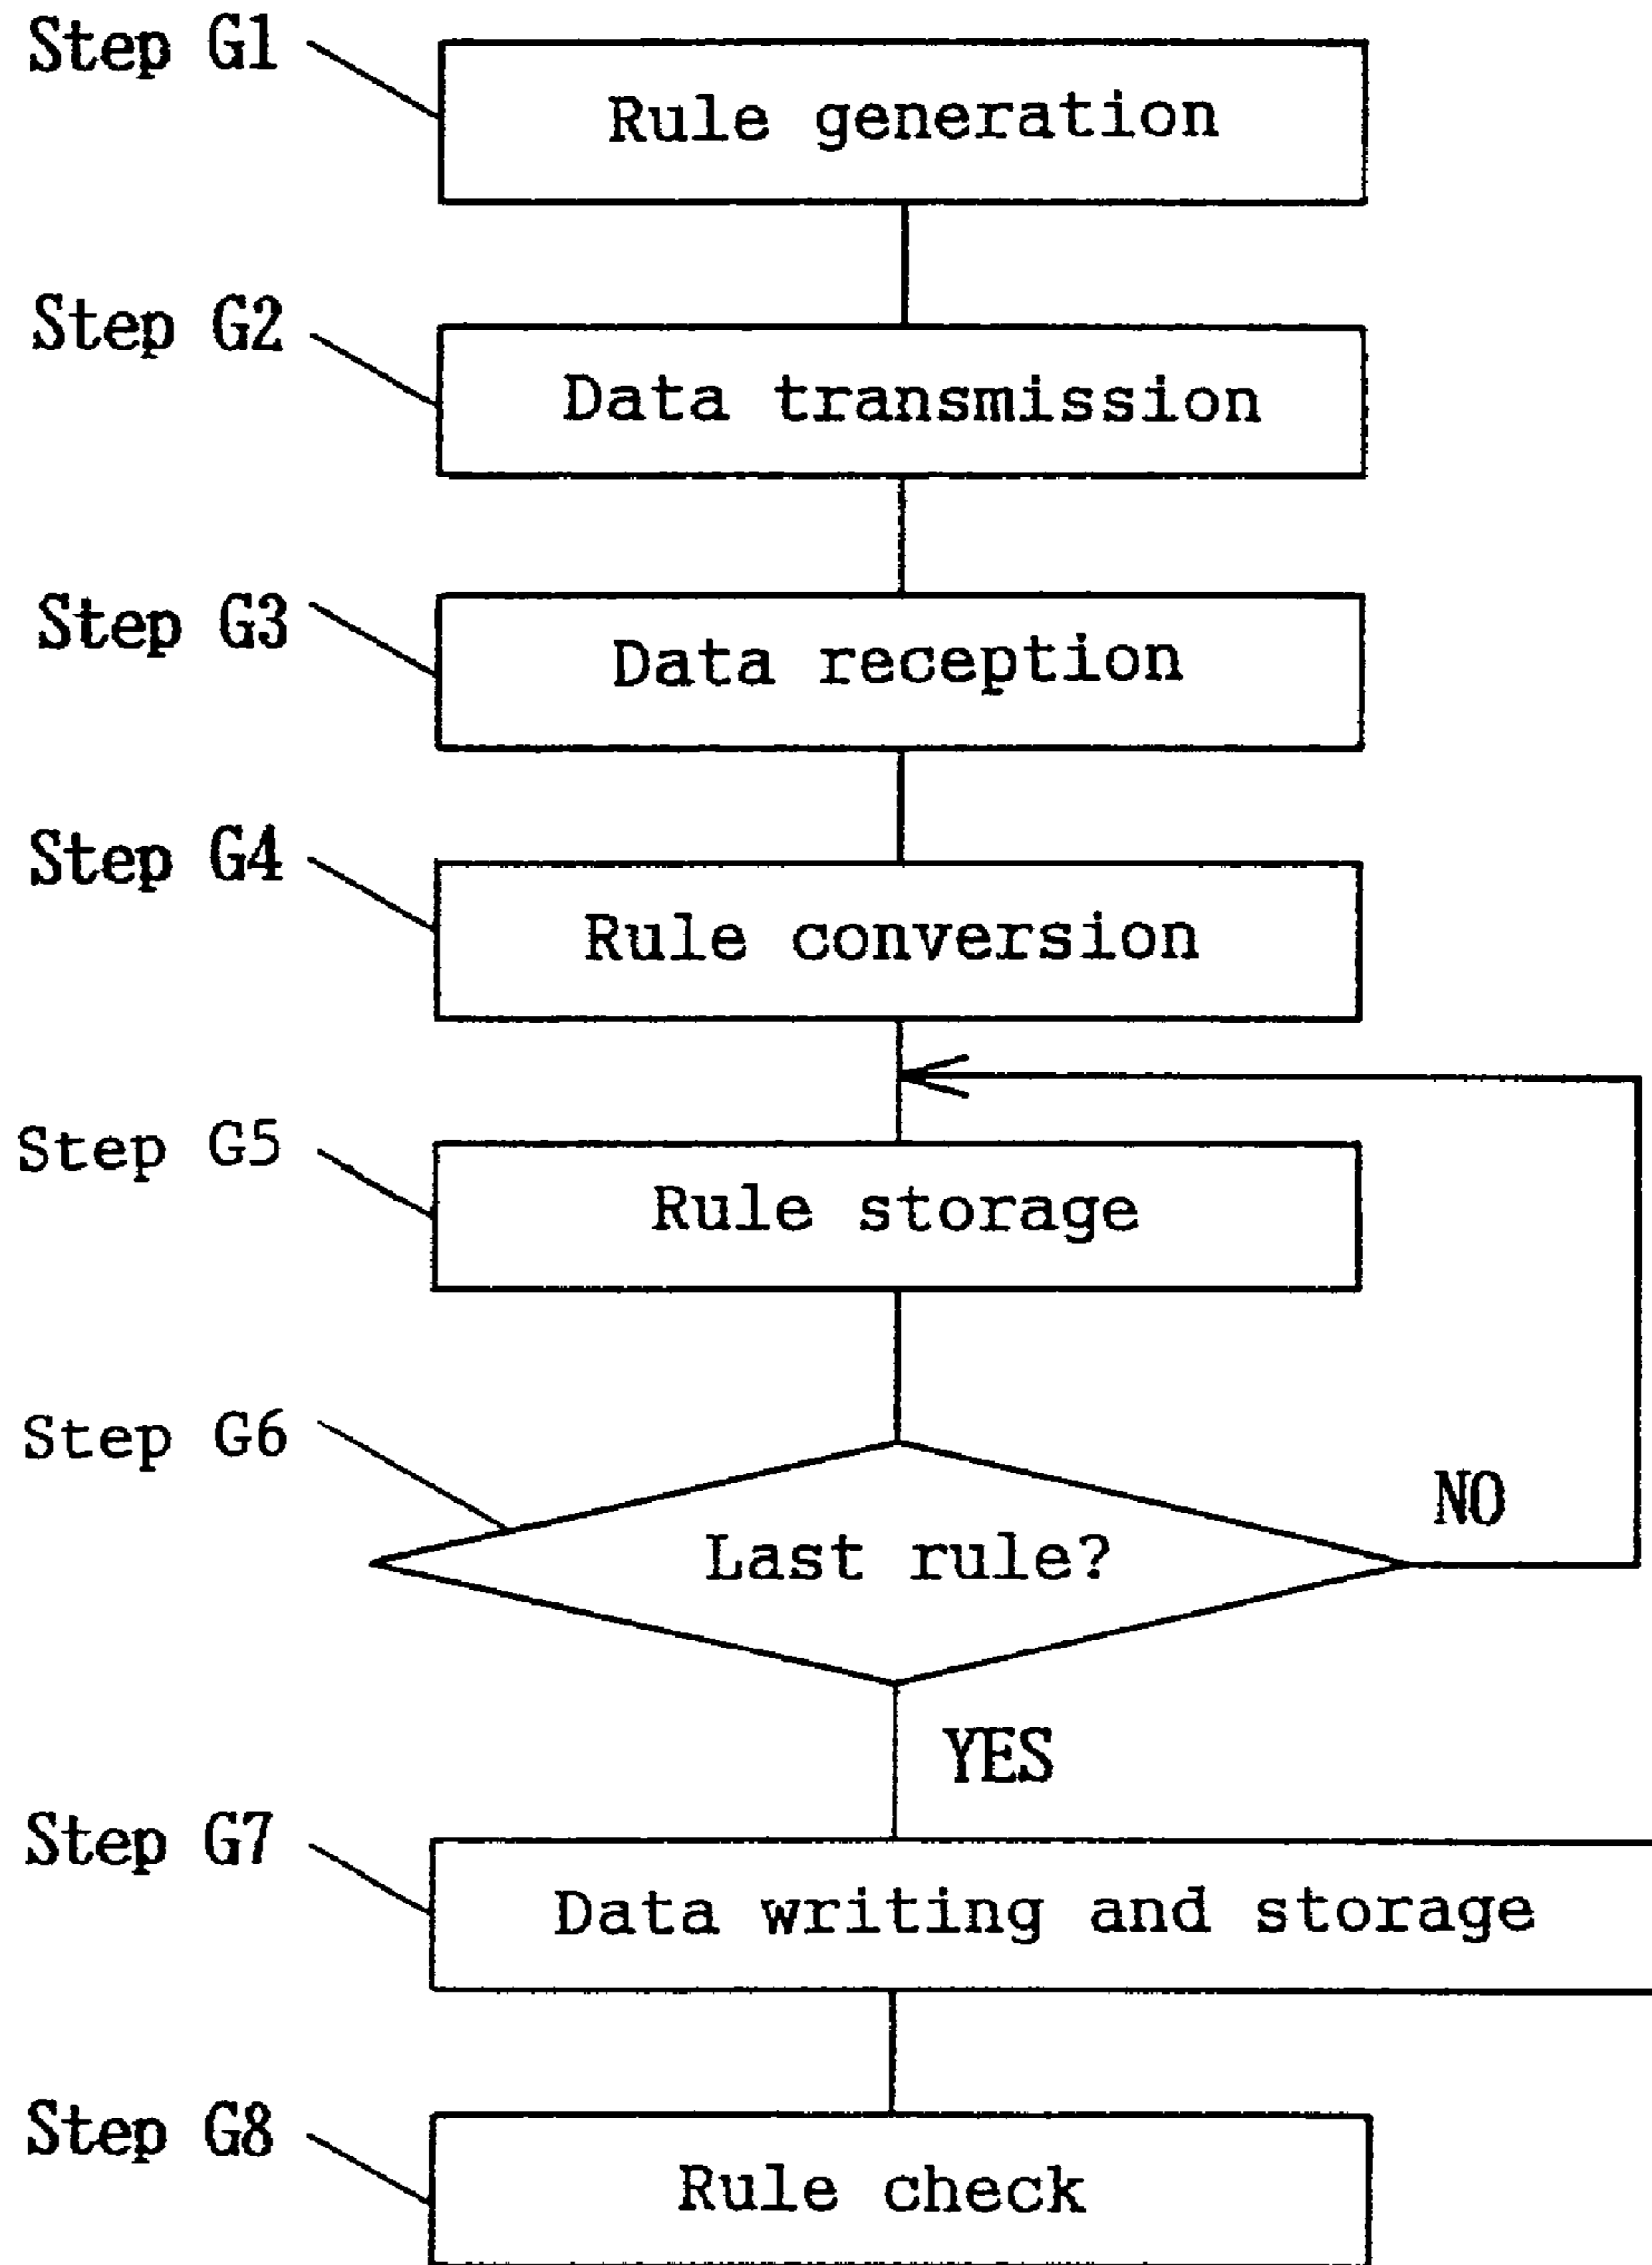 Step G1
Rule generation
Step G2
Data transmission
Step G3
Data reception
Step G4
Rule conversion
Step G5
Rule storage
Step G6
Last rule?
NO
YES
Step G7
Data writing and storage
Step G8
Rule check